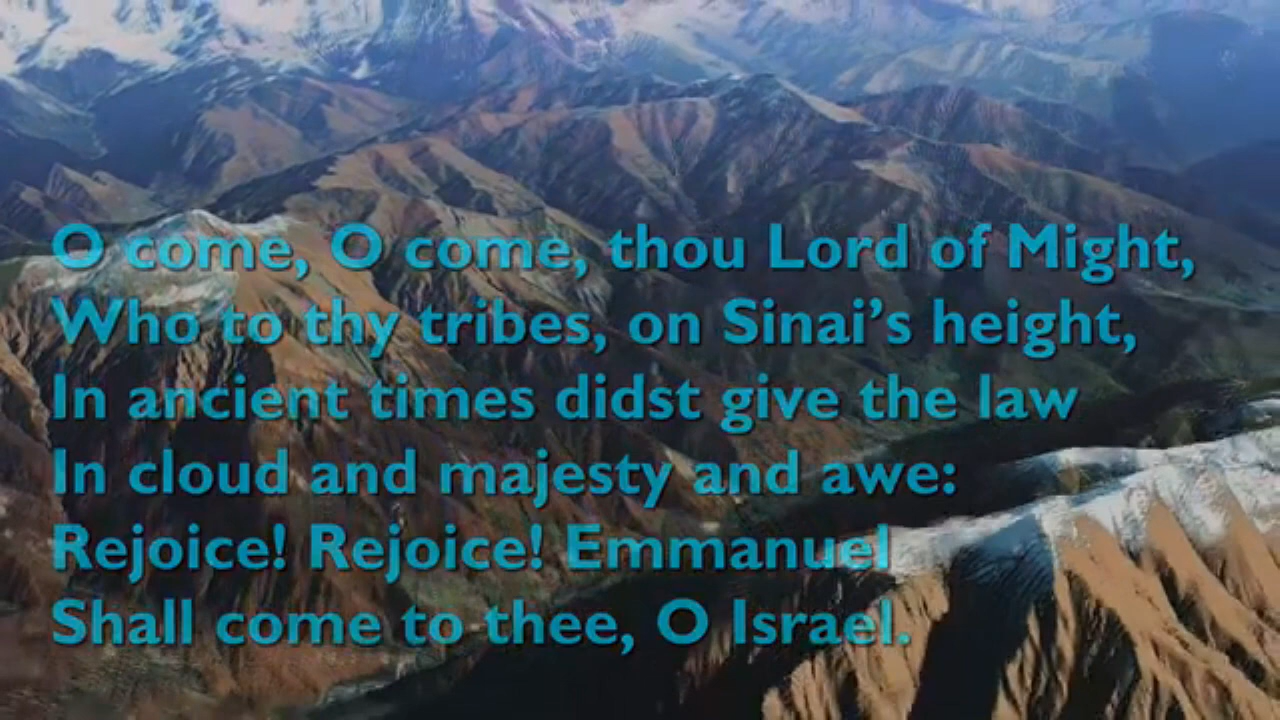 O come, O come, thou Lord of Might,
Who to thy tribes, on Sinai’s height,
In ancient times didst give the law
In cloud and majesty and awe:
Rejoice! Rejoice! Emmanuel
Shall come to thee, O Israel.